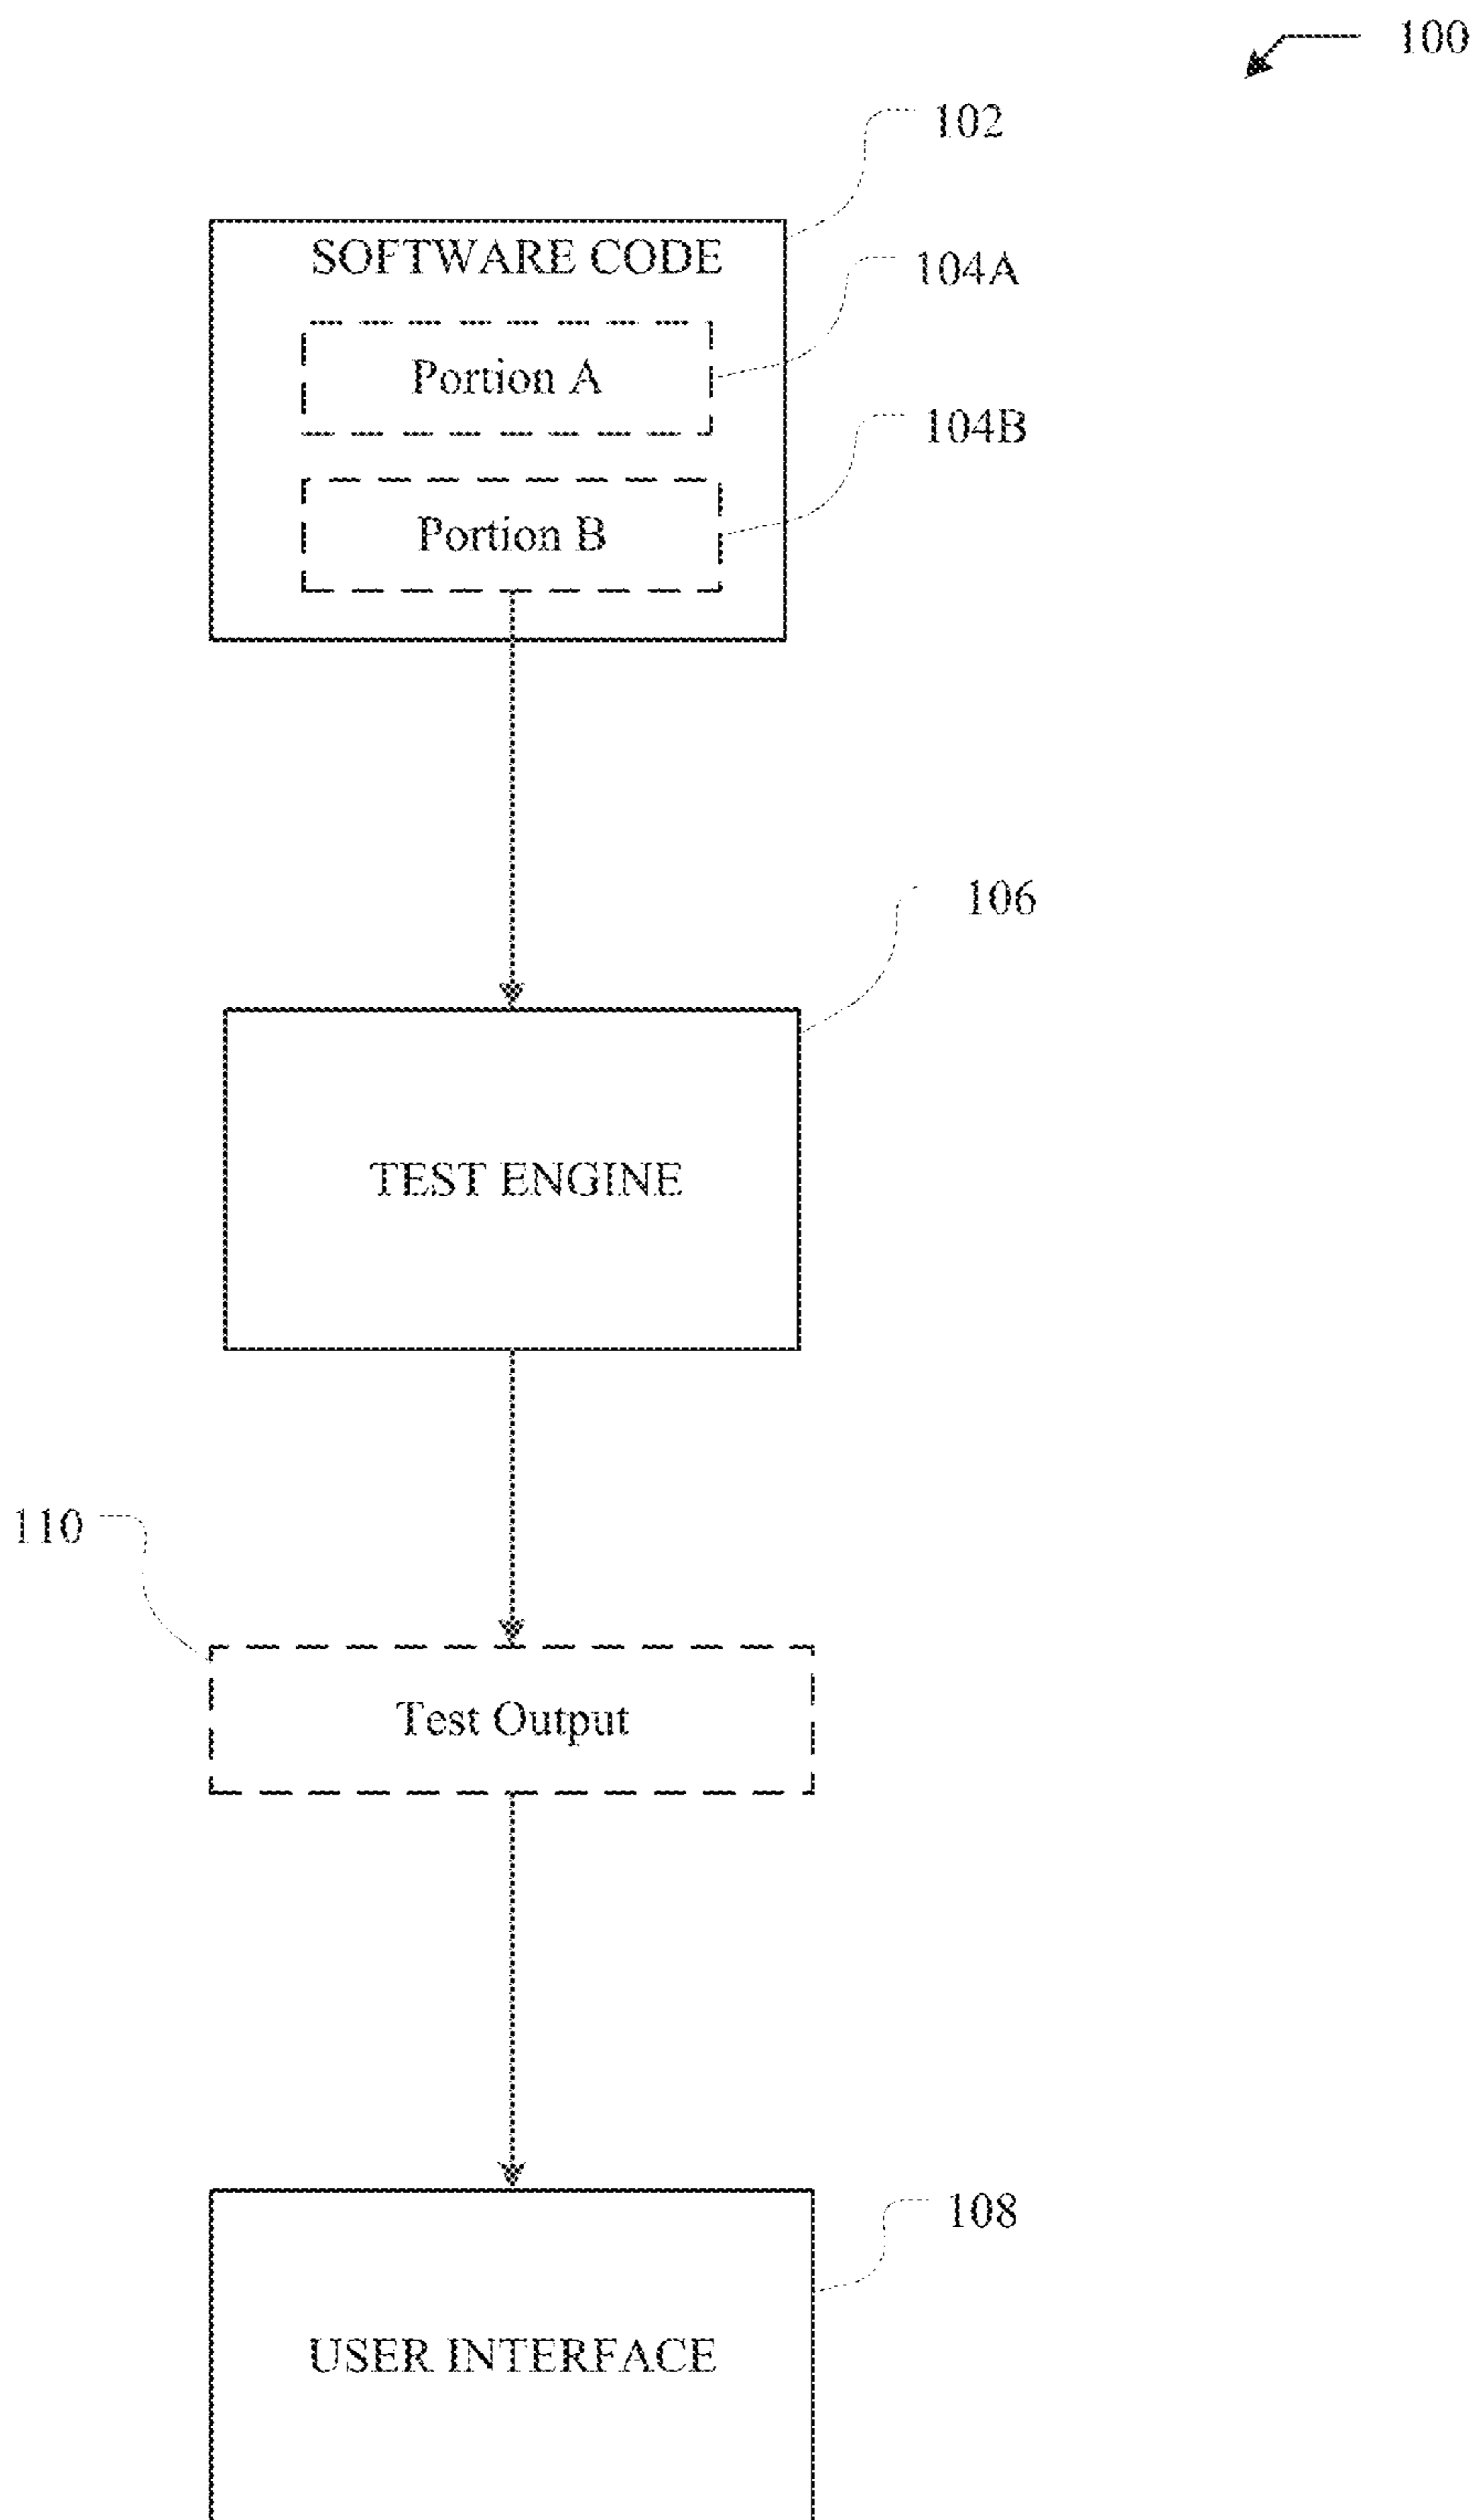 100
102
SOFTWARE CODE
104A
Portion A
104B
Portion B
106
TEST ENGINE
110
Test Output
108
USER INTERFACE